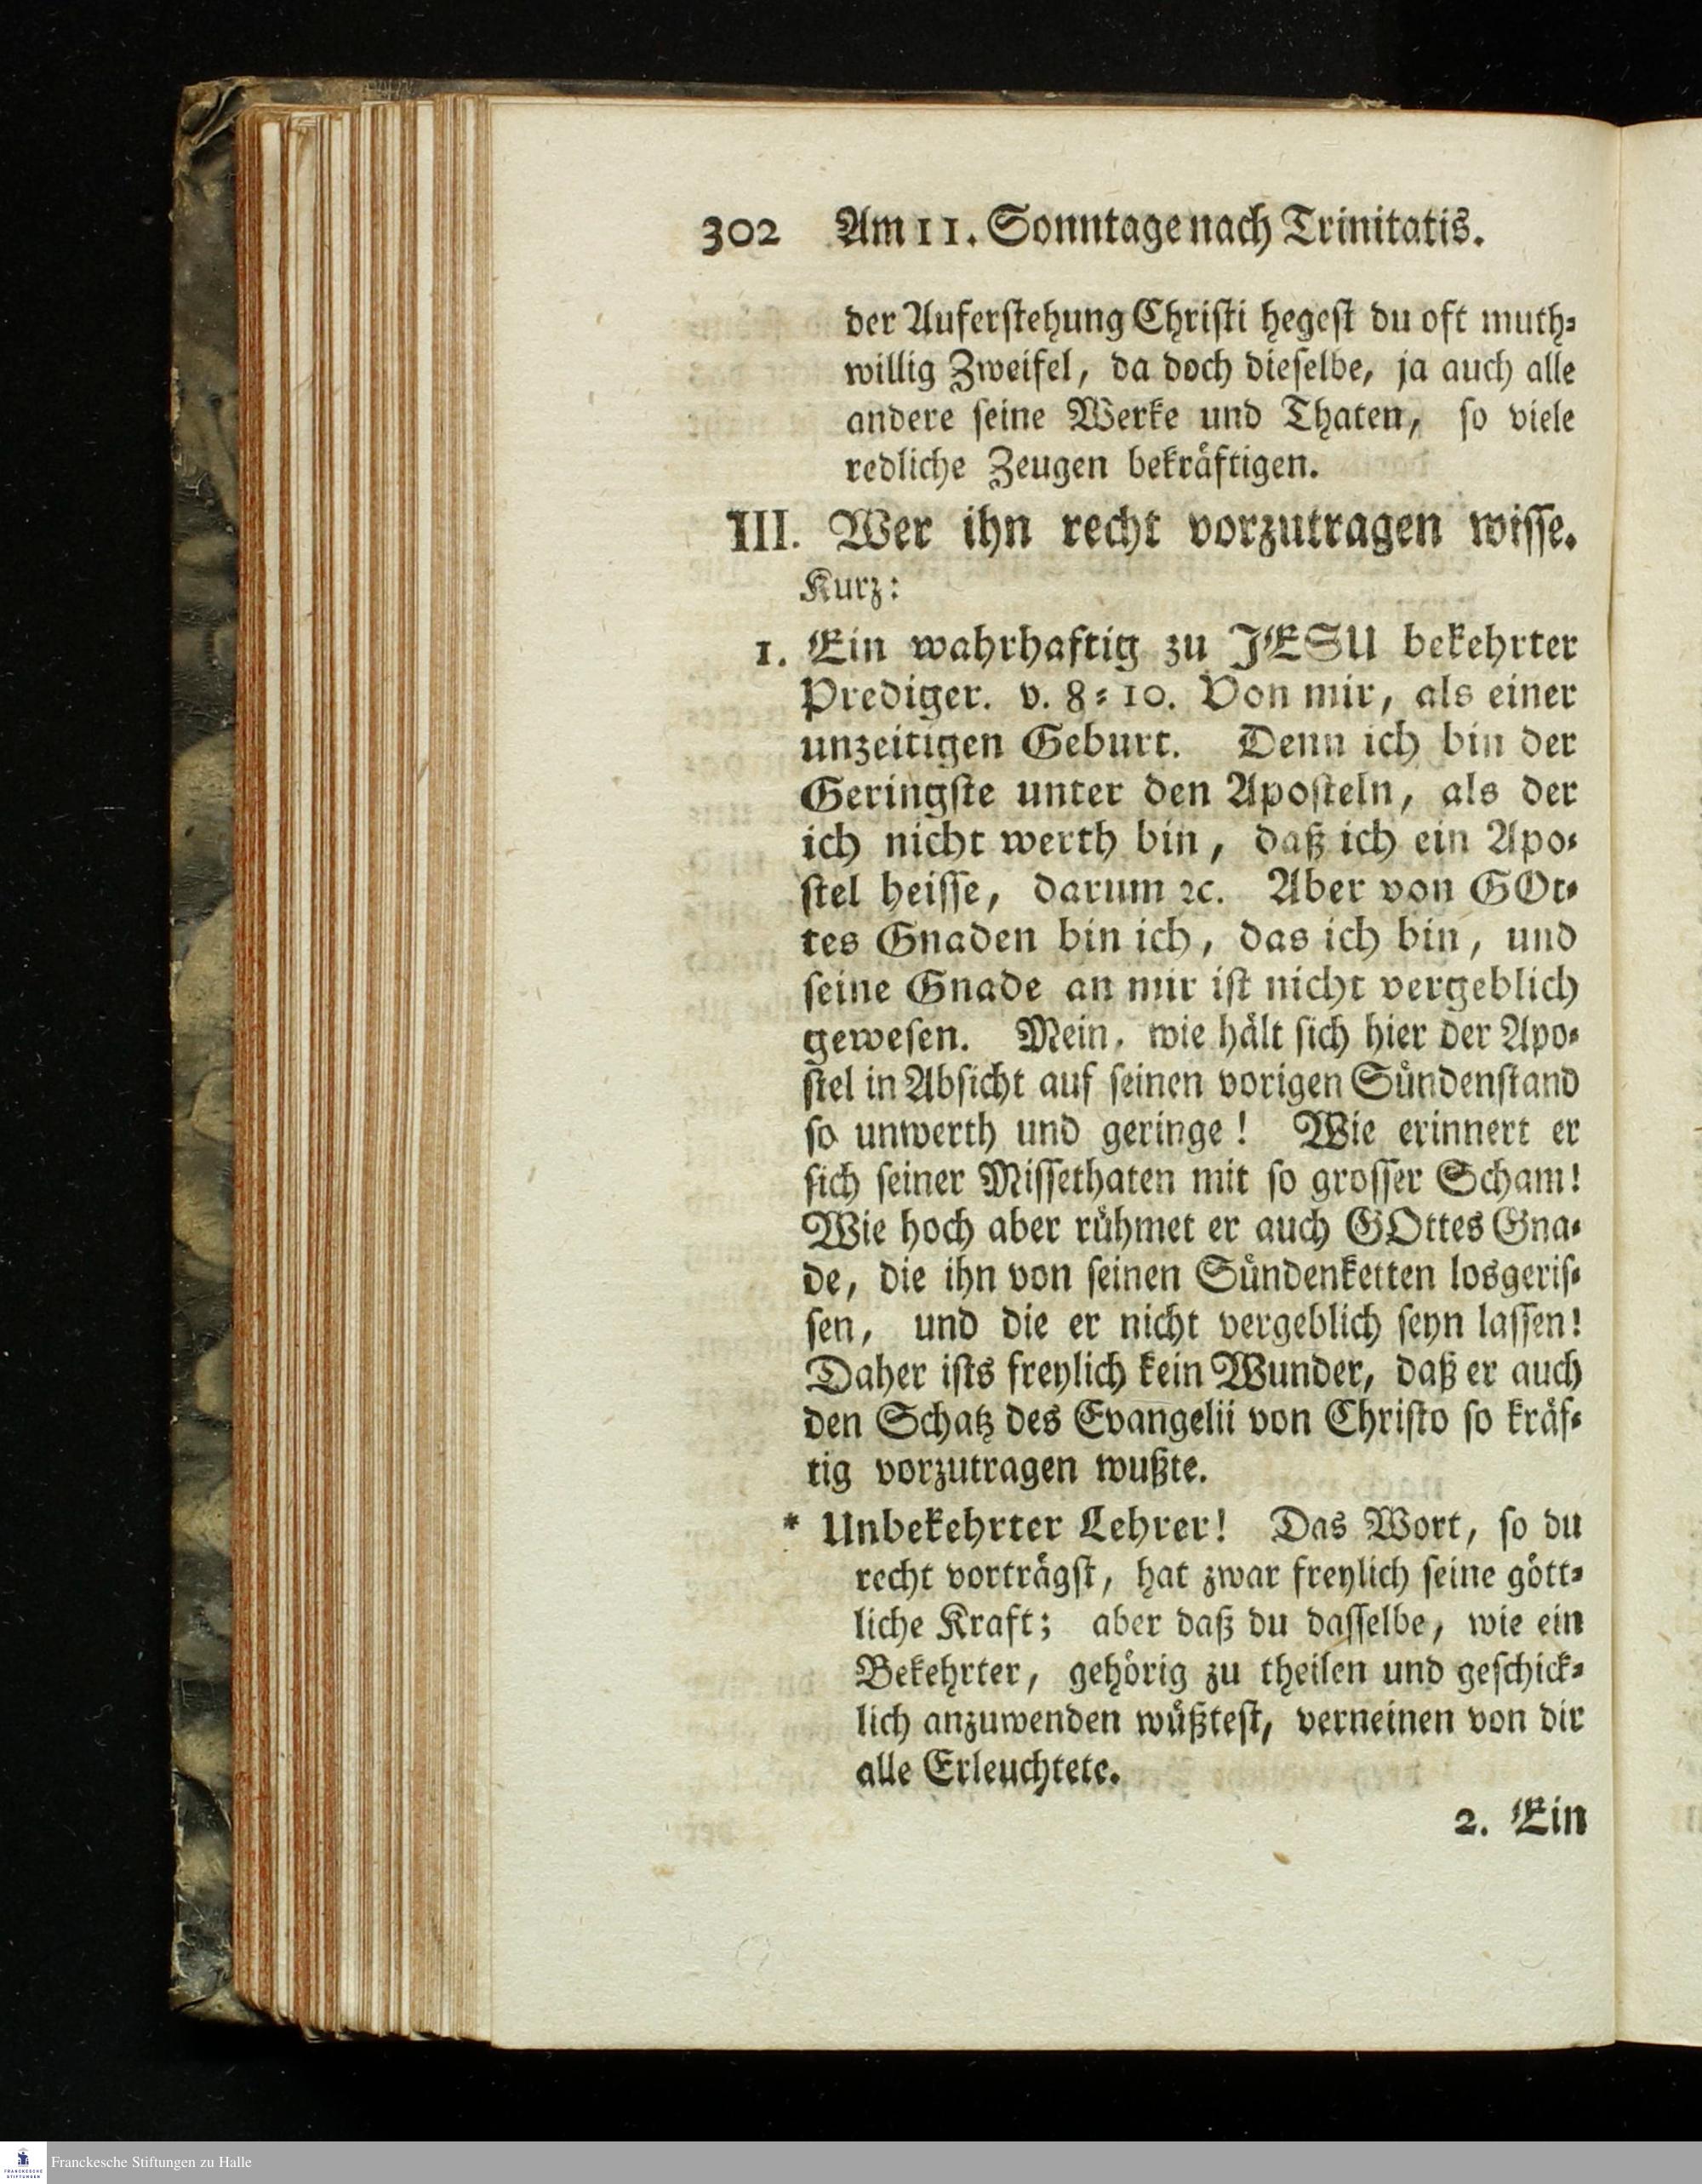 302 Am 11. Sonntage nach Trinitatis.
der Auferſtehung Chriſti hegeſt du oft muth⸗
willig Zweifel, da doch dieſelbe, ja auch alle
andere ſeine Werke und Thaten, ſo viele
redliche Zeugen bekräftigen.
III. Wer ihn recht vorzutragen wiſſe.
Kurz:
1. Ein wahrhaftig zu JESU bekehrter
Prediger. v. 8⸗10. Von mir, als einer
unzeitigen Geburt. Denn ich bin der
Geringſte unter den Apoſteln, als der
ich nicht werth bin, daß ich ein Apo⸗
ſtel heiſſe, darum ꝛc. Aber von GOt⸗
tes Gnaden bin ich, das ich bin, und
ſeine Gnade an mir iſt nicht vergeblich
geweſen. Mein, wie hält ſich hier der Apo⸗
ſtel in Abſicht auf ſeinen vorigen Sündenſtand
ſo unwerth und geringe! Wie erinnert er
ſich ſeiner Miſſethaten mit ſo groſſer Scham!
Wie hoch aber rühmet er auch GOttes Gna⸗
de, die ihn von ſeinen Sündenketten losgeriſ⸗
ſen, und die er nicht vergeblich ſeyn laſſen!
Daher iſts freylich kein Wunder, daß er auch
den Schatz des Evangelii von Chriſto ſo kräf⸗
tig vorzutragen wußte.
* Unbekehrter Lehrer! Das Wort, ſo du
recht vorträgſt, hat zwar freylich ſeine gött⸗
liche Kraft; aber daß du daſſelbe, wie ein
Bekehrter, gehörig zu theilen und geſchick⸗
lich anzuwenden wüßteſt, verneinen von dir
alle Erleuchtete.
2. Ein
Franckesche Stiftungen zu Halle
FRANCKESCHE
STIFTUNGEN